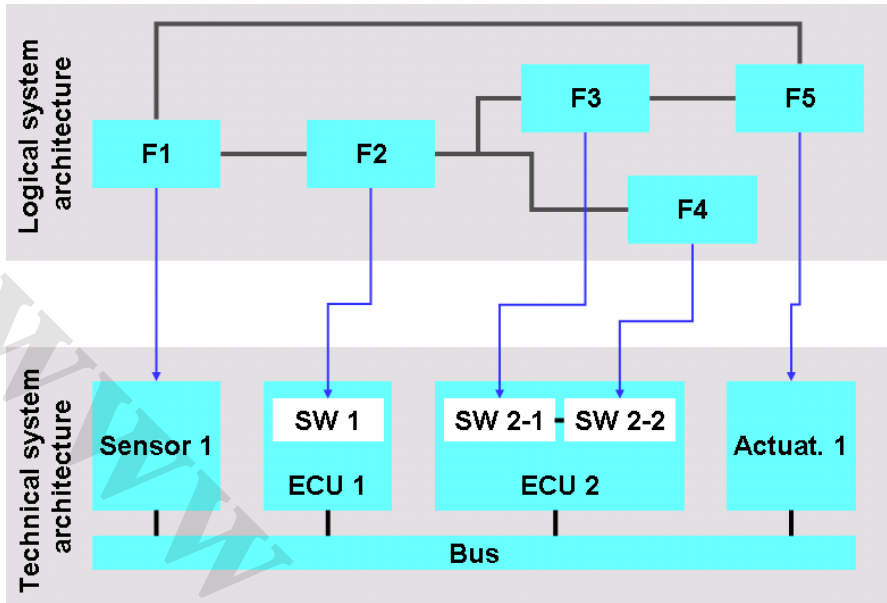 Logical system
architecture
F1
F2
F3
F4
F5
Technical system
architecture
Sensor 1
SW 1
ECU 1
SW 2-1
SW 2-2
ECU 2
Actuat. 1
Bus
www